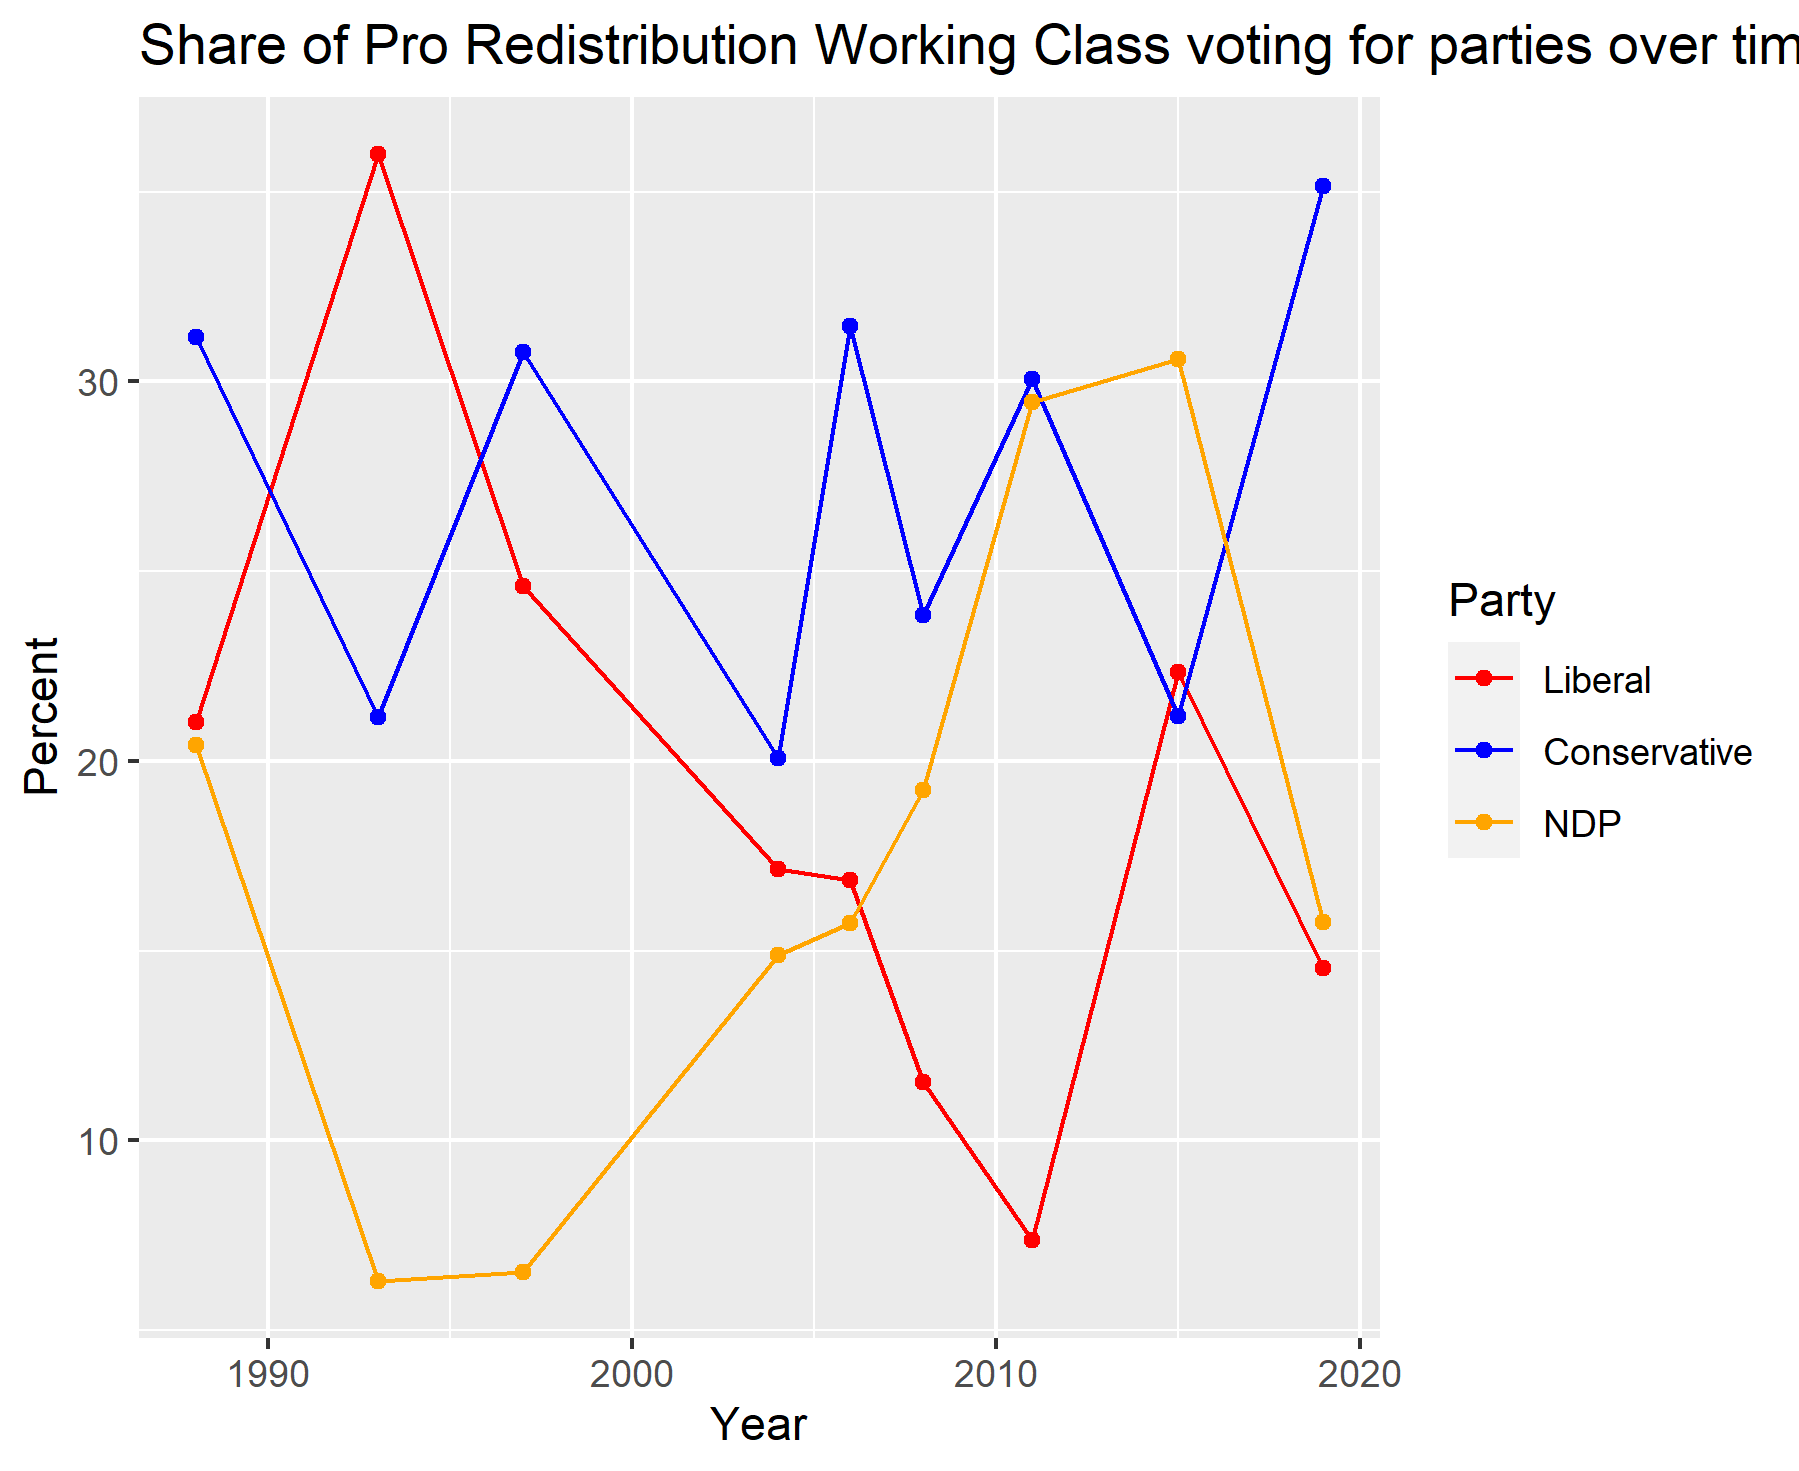 Share of Pro Redistribution Working Class voting for parties over tim
30
20
10
Percent
1990 2000 2010 2020
Year
Party
Liberal
Conservative
NDP